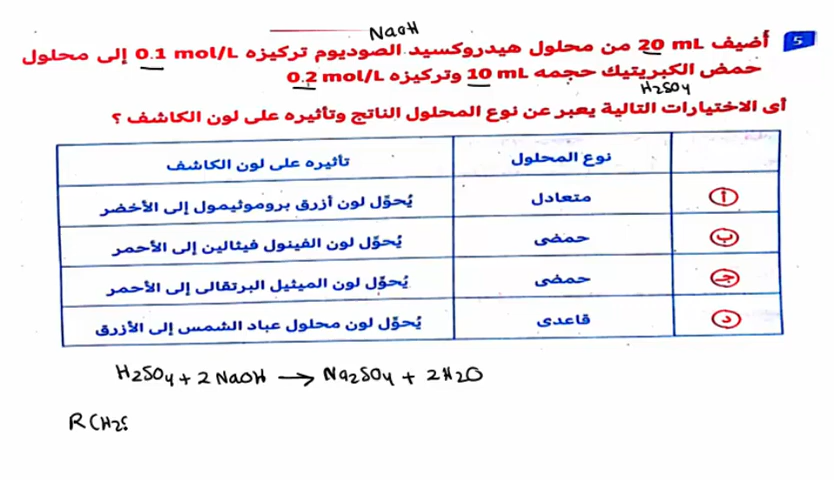 NaOH
5 أضيف 20 mL من محلول هيدروكسيد الصوديوم تركيزه 0.1 mol/L إلى محلول
حمض الكبريتيك حجمه 10 mL وتركيزه 0.2 mol/L
H2SO4
أى الاختيارات التالية يعبر عن نوع المحلول الناتج وتأثيره على لون الكاشف ؟
نوع المحلول تأثيره على لون الكاشف
أ متعادل يُحوِّل لون أزرق بروموثيمول إلى الأخضر
ب حمضى يُحوِّل لون الفينول فيثالين إلى الأحمر
جـ حمضى يُحوِّل لون الميثيل البرتقالى إلى الأحمر
د قاعدى يُحوِّل لون محلول عباد الشمس إلى الأزرق
H2SO4 + 2 NaOH → Na2SO4 + 2H2O
R(H2S